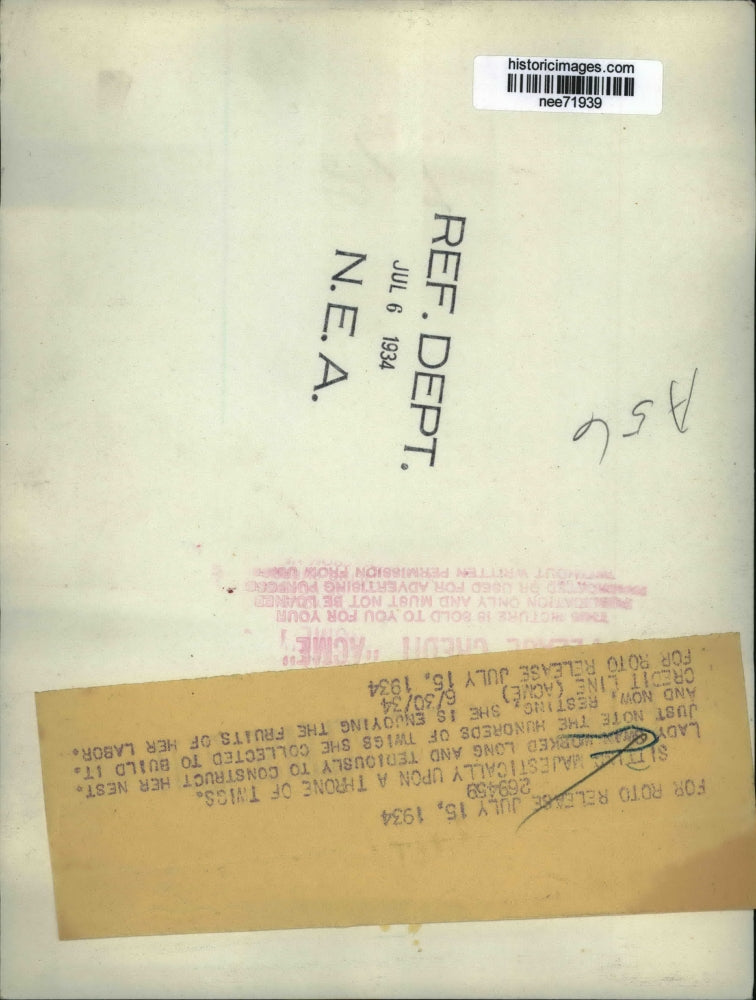 historicimages.com
nee71939
REF. DEPT.
JUL 6 1934
N.E.A.
A56
"ACME"
THIS PICTURE IS SOLD TO YOU FOR YOUR
PUBLICATION ONLY AND MUST NOT BE LOANED
OR USED FOR ADVERTISING PURPOSES
WITHOUT WRITTEN PERMISSION FROM
FOR ROTO RELEASE JULY 15, 1934
269459
SITTING MAJESTICALLY UPON A THRONE OF TWIGS.
LADY SWAN WORKED LONG AND TEDIOUSLY TO CONSTRUCT HER NEST.
JUST NOTE THE HUNDREDS OF TWIGS SHE COLLECTED TO BUILD IT.
AND NOW, RESTING, SHE IS ENJOYING THE FRUITS OF HER LABOR.
CREDIT LINE (ACME) 6/30/34
FOR ROTO RELEASE JULY 15, 1934